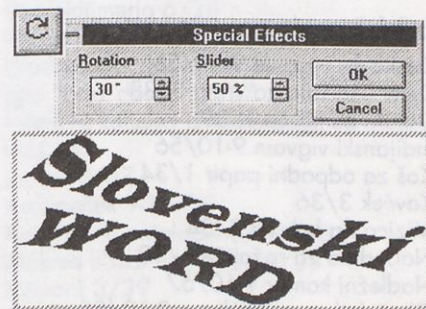 Special Effects
Rotation
Slider
30°
50 %
OK
Cancel
Slovenski
WORD